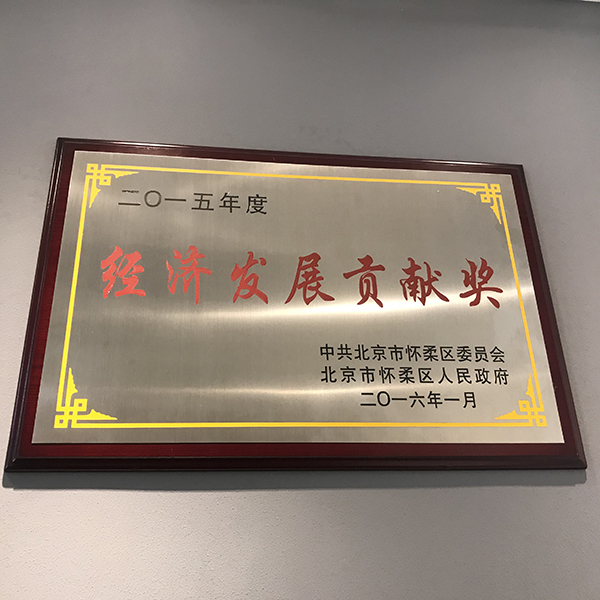 二〇一五年度
经济发展贡献奖
中共北京市怀柔区委员会
北京市怀柔区人民政府
二〇一六年一月